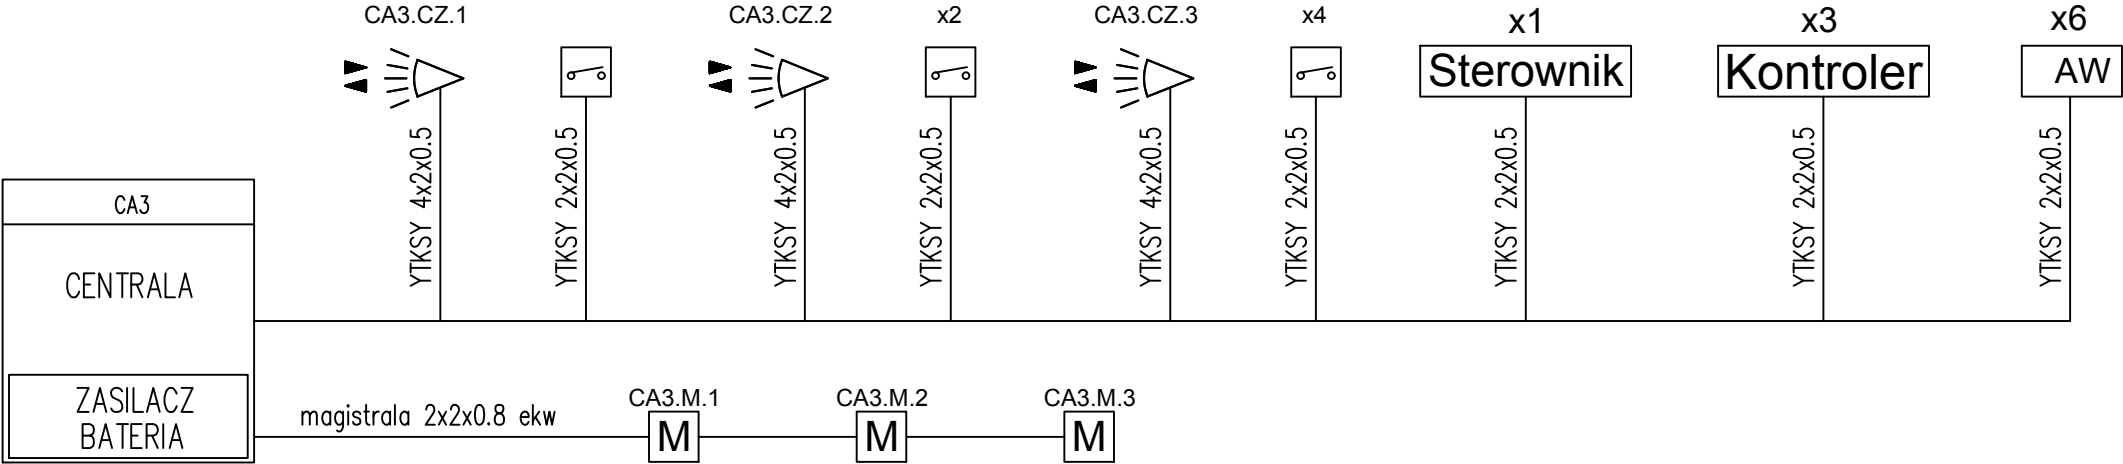 CA3.CZ.1
CA3.CZ.2
x2
CA3.CZ.3
x4
x1
x3
x6
Sterownik
Kontroler
AW
YTKSY 4x2x0.5
YTKSY 2x2x0.5
YTKSY 4x2x0.5
YTKSY 2x2x0.5
YTKSY 4x2x0.5
YTKSY 2x2x0.5
YTKSY 2x2x0.5
YTKSY 2x2x0.5
YTKSY 2x2x0.5
CA3
CENTRALA
ZASILACZ
BATERIA
magistrala 2x2x0.8 ekw
CA3.M.1
CA3.M.2
CA3.M.3
M
M
M